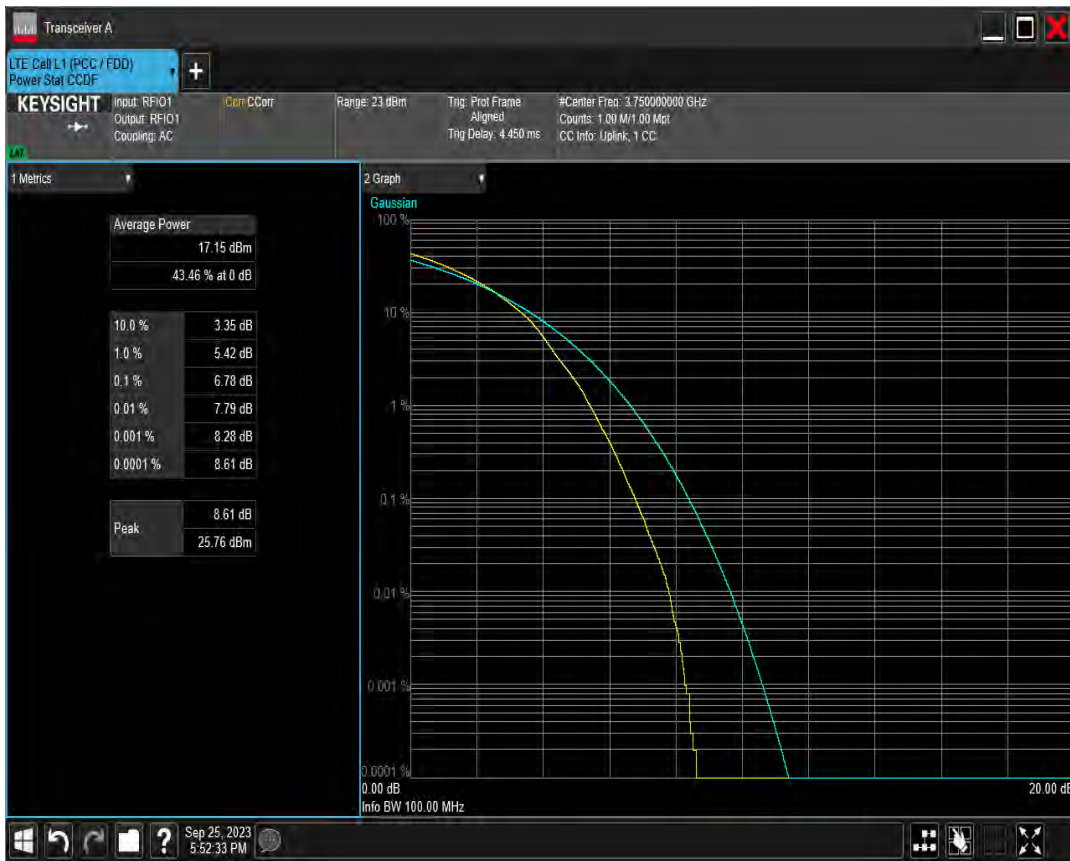 Transceiver A
LTE Cell L1 (PCC / FDD)
Power Stat CCDF
KEYSIGHT
Input: RFIO1
Output: RFIO1
Coupling: AC
Corr CCorr
Range: 23 dBm
Trig: Prot Frame
Aligned
Trig Delay: 4.450 ms
#Center Freq: 3.750000000 GHz
Counts: 1.00 M/1.00 Mpt
CC Info: Uplink, 1 CC
LXI
1 Metrics
Average Power
17.15 dBm
43.46 % at 0 dB
10.0 % 3.35 dB
1.0 % 5.42 dB
0.1 % 6.78 dB
0.01 % 7.79 dB
0.001 % 8.28 dB
0.0001 % 8.61 dB
Peak
8.61 dB
25.76 dBm
2 Graph
Gaussian
100 %
10 %
1 %
0.1 %
0.01 %
0.001 %
0.0001 %
0.00 dB
20.00 dB
Info BW 100.00 MHz
Sep 25, 2023
5:52:33 PM